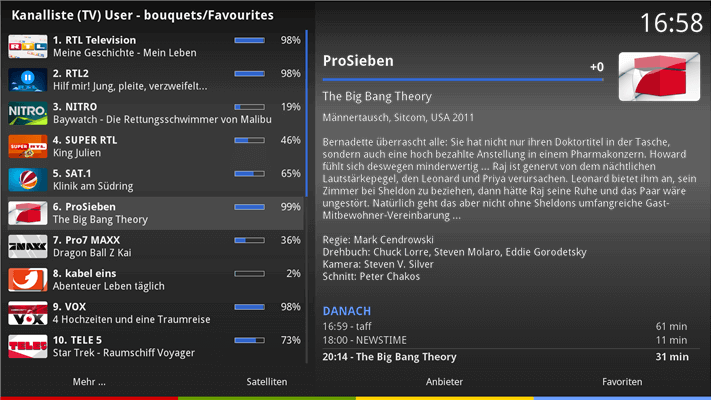 Kanalliste (TV) User - bouquets/Favourites
16:58
1. RTL Television 98%
Meine Geschichte - Mein Leben
2. RTL2 98%
Hilf mir! Jung, pleite, verzweifelt...
3. NITRO 19%
Baywatch - Die Rettungsschwimmer von Malibu
4. SUPER RTL 46%
King Julien
5. SAT.1 65%
Klinik am Südring
6. ProSieben 99%
The Big Bang Theory
7. Pro7 MAXX 36%
Dragon Ball Z Kai
8. kabel eins 2%
Abenteuer Leben täglich
9. VOX 98%
4 Hochzeiten und eine Traumreise
10. TELE 5 73%
Star Trek - Raumschiff Voyager
RTL
NITRO.
VOX
TELE5
ProSieben +0
The Big Bang Theory
Männertausch, Sitcom, USA 2011
Bernadette überrascht alle: Sie hat nicht nur ihren Doktortitel in der Tasche,
sondern auch eine hoch bezahlte Anstellung in einem Pharmakonzern. Howard
fühlt sich deswegen minderwertig ... Raj ist genervt von dem nächtlichen
Lautstärkepegel, den Leonard und Priya verursachen. Leonard bietet ihm an, sein
Zimmer bei Sheldon zu beziehen, dann hätte Raj seine Ruhe und das Paar wäre
ungestört. Natürlich geht das aber nicht ohne Sheldons umfangreiche Gast-
Mitbewohner-Vereinbarung ...
Regie: Mark Cendrowski
Drehbuch: Chuck Lorre, Steven Molaro, Eddie Gorodetsky
Kamera: Steven V. Silver
Schnitt: Peter Chakos
DANACH
16:59 - taff 61 min
18:00 - NEWSTIME 11 min
20:14 - The Big Bang Theory 31 min
Mehr ... Satelliten Anbieter Favoriten